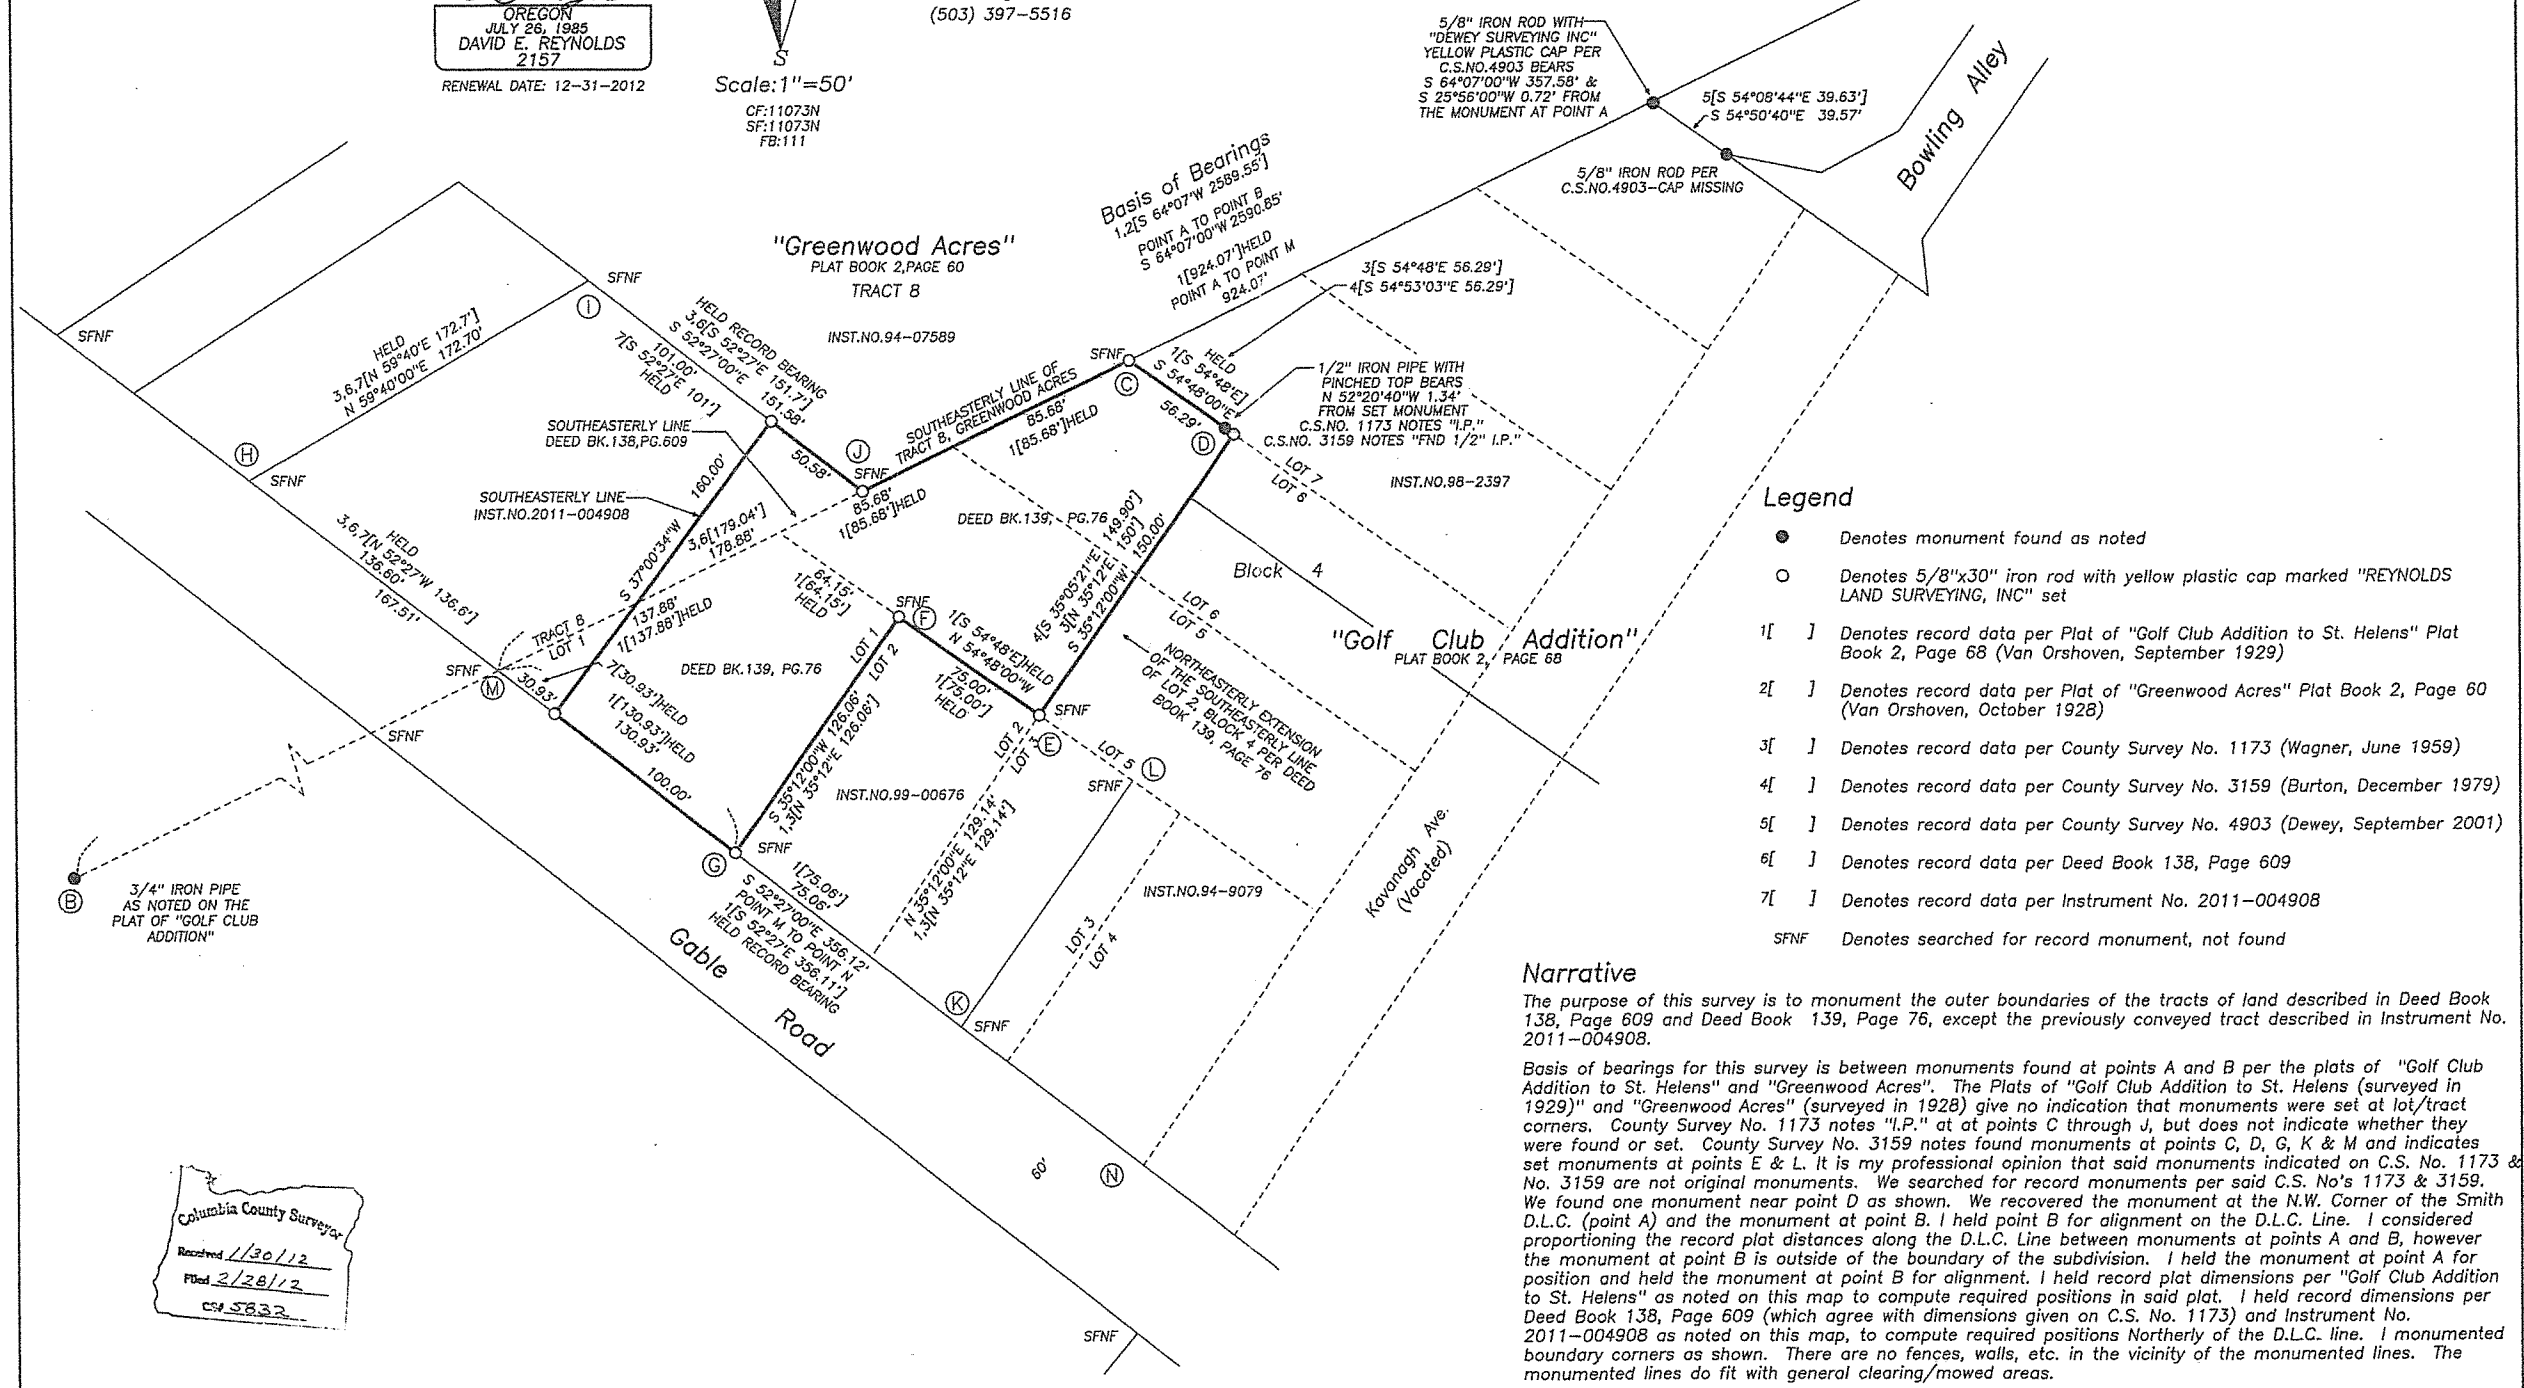 OREGON
JULY 26, 1985
DAVID E. REYNOLDS
2157
RENEWAL DATE: 12-31-2012
S
Scale:1"=50'
CF:11073N
SF:11073N
FB:111
(503) 397-5516
5/8" IRON ROD WITH
"DEWEY SURVEYING INC"
YELLOW PLASTIC CAP PER
C.S.NO.4903 BEARS
S 64°07'00"W 357.58' &
S 25°56'00"W 0.72' FROM
THE MONUMENT AT POINT A
5[S 54°08'44"E 39.63']
S 54°50'40"E 39.57'
Bowling Alley
5/8" IRON ROD PER
C.S.NO.4903-CAP MISSING
Basis of Bearings
1,2[S 64°07'W 2589.55']
POINT A TO POINT B
S 64°07'00"W 2590.85'
1[924.07']HELD
POINT A TO POINT M
924.07'
"Greenwood Acres"
PLAT BOOK 2,PAGE 60
TRACT 8
INST.NO.94-07589
SFNF
I
SFNF
HELD
3,6,7[N 59°40'E 172.7']
N 59°40'00"E 172.70'
HELD RECORD BEARING
3,6[S 52°27'E 151.7']
S 52°27'00"E 151.58'
101.00'
7[S 52°27'E 101']
HELD
3[S 54°48'E 56.29']
4[S 54°53'03"E 56.29']
SFNF
C
HELD
1[S 54°48'E]
S 54°48'00"E
56.29'
D
1/2" IRON PIPE WITH
PINCHED TOP BEARS
N 52°20'40"W 1.34'
FROM SET MONUMENT
C.S.NO. 1173 NOTES "I.P."
C.S.NO. 3159 NOTES "FND 1/2" I.P."
SOUTHEASTERLY LINE OF
TRACT 8, GREENWOOD ACRES
85.68'
1[85.68']HELD
SOUTHEASTERLY LINE
DEED BK.138,PG.609
J
SFNF
50.58'
H
SFNF
SOUTHEASTERLY LINE
INST.NO.2011-004908
160.00'
S 37°00'34"W
3,6[179.04']
178.88'
85.68'
1[85.68']HELD
DEED BK.139, PG.76
LOT 7
LOT 6
INST.NO.98-2397
4[S 35°05'21"E 149.90']
3[N 35°12'E 150']
S 35°12'00"W 150.00'
Block 4
HELD
3,6,7[N 52°27'W 136.6']
136.60'
167.51'
64.15'
1[64.15']
HELD
SFNF
F
TRACT 8
LOT 1
137.88'
1[137.88']HELD
LOT 1
LOT 2
1[S 54°48'E]HELD
N 54°48'00"W
75.00'
1[75.00']
HELD
LOT 6
LOT 5
"Golf Club Addition"
PLAT BOOK 2, PAGE 68
NORTHEASTERLY EXTENSION
OF THE SOUTHEASTERLY LINE
OF LOT 2, BLOCK 4 PER DEED
BOOK 139, PAGE 76
SFNF
M
30.93'
7[30.93']HELD
1[130.93']HELD
130.93'
DEED BK.139, PG.76
100.00'
SFNF
E
S 35°12'00"W 126.06'
1,3[N 35°12'E 126.06']
LOT 2
LOT 3
LOT 5
L
SFNF
SFNF
INST.NO.99-00676
N 35°12'00"E 129.14'
1,3[N 35°12'E 129.14']
G
SFNF
1[75.06']
75.06'
S 52°27'00"E 356.12'
POINT M TO POINT N
1[S 52°27'E 356.11']
HELD RECORD BEARING
INST.NO.94-9079
LOT 3
LOT 4
Kavanagh Ave.
(Vacated)
B
3/4" IRON PIPE
AS NOTED ON THE
PLAT OF "GOLF CLUB
ADDITION"
Gable Road
K
SFNF
60'
N
SFNF
Columbia County Surveyor
Received 1/30/12
Filed 2/28/12
CS# 5832
Legend
Denotes monument found as noted
Denotes 5/8"x30" iron rod with yellow plastic cap marked "REYNOLDS
LAND SURVEYING, INC" set
1[ ] Denotes record data per Plat of "Golf Club Addition to St. Helens" Plat
Book 2, Page 68 (Van Orshoven, September 1929)
2[ ] Denotes record data per Plat of "Greenwood Acres" Plat Book 2, Page 60
(Van Orshoven, October 1928)
3[ ] Denotes record data per County Survey No. 1173 (Wagner, June 1959)
4[ ] Denotes record data per County Survey No. 3159 (Burton, December 1979)
5[ ] Denotes record data per County Survey No. 4903 (Dewey, September 2001)
6[ ] Denotes record data per Deed Book 138, Page 609
7[ ] Denotes record data per Instrument No. 2011-004908
SFNF Denotes searched for record monument, not found
Narrative
The purpose of this survey is to monument the outer boundaries of the tracts of land described in Deed Book
138, Page 609 and Deed Book 139, Page 76, except the previously conveyed tract described in Instrument No.
2011-004908.
Basis of bearings for this survey is between monuments found at points A and B per the plats of "Golf Club
Addition to St. Helens" and "Greenwood Acres". The Plats of "Golf Club Addition to St. Helens (surveyed in
1929)" and "Greenwood Acres" (surveyed in 1928) give no indication that monuments were set at lot/tract
corners. County Survey No. 1173 notes "I.P." at at points C through J, but does not indicate whether they
were found or set. County Survey No. 3159 notes found monuments at points C, D, G, K & M and indicates
set monuments at points E & L. It is my professional opinion that said monuments indicated on C.S. No. 1173 &
No. 3159 are not original monuments. We searched for record monuments per said C.S. No's 1173 & 3159.
We found one monument near point D as shown. We recovered the monument at the N.W. Corner of the Smith
D.L.C. (point A) and the monument at point B. I held point B for alignment on the D.L.C. Line. I considered
proportioning the record plat distances along the D.L.C. Line between monuments at points A and B, however
the monument at point B is outside of the boundary of the subdivision. I held the monument at point A for
position and held the monument at point B for alignment. I held record plat dimensions per "Golf Club Addition
to St. Helens" as noted on this map to compute required positions in said plat. I held record dimensions per
Deed Book 138, Page 609 (which agree with dimensions given on C.S. No. 1173) and Instrument No.
2011-004908 as noted on this map, to compute required positions Northerly of the D.L.C. line. I monumented
boundary corners as shown. There are no fences, walls, etc. in the vicinity of the monumented lines. The
monumented lines do fit with general clearing/mowed areas.